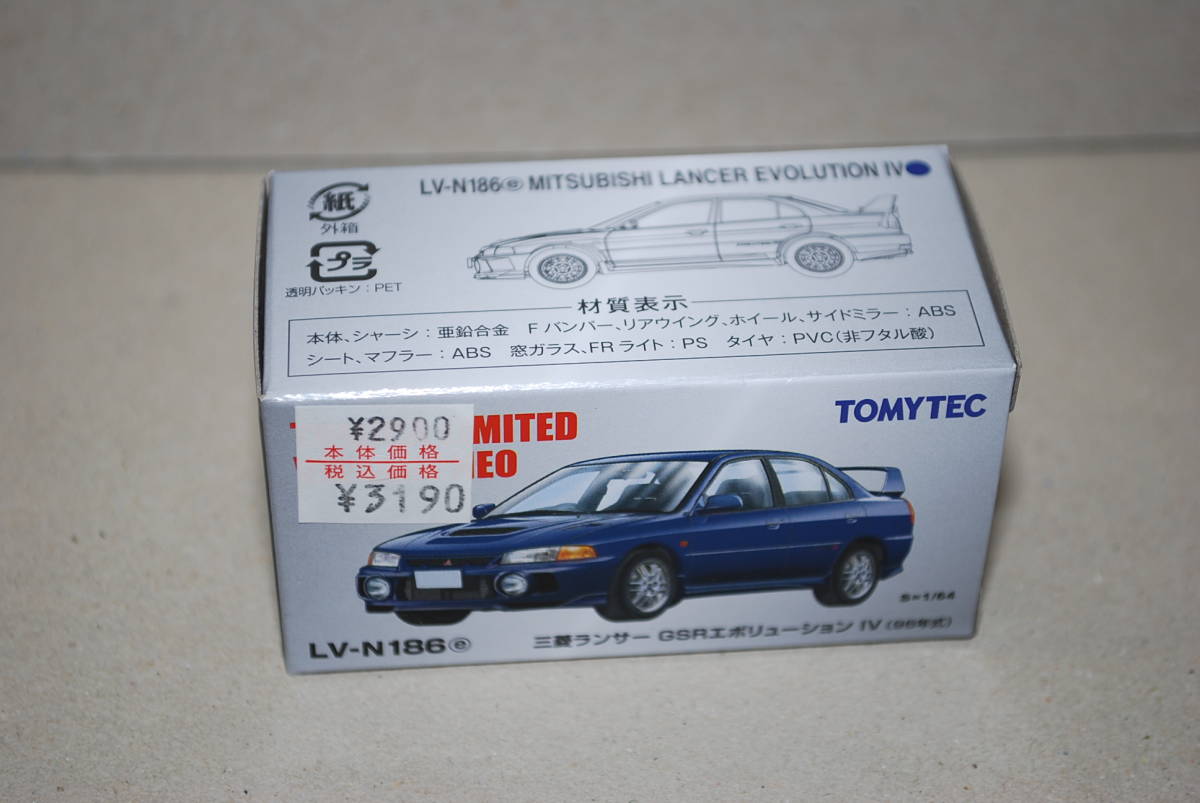 LV-N186ⓔ MITSUBISHI LANCER EVOLUTION IV
紙
外箱
プラ
透明パッキン：PET
材質表示
本体、シャーシ：亜鉛合金 Fバンパー、リアウイング、ホイール、サイドミラー：ABS
シート、マフラー：ABS 窓ガラス、FRライト：PS タイヤ：PVC（非フタル酸）
TOMYTEC
MITED
EO
¥2900
本体価格
税込価格
¥3190
S=1/64
LV-N186ⓔ
三菱ランサー GSRエボリューション IV（96年式）